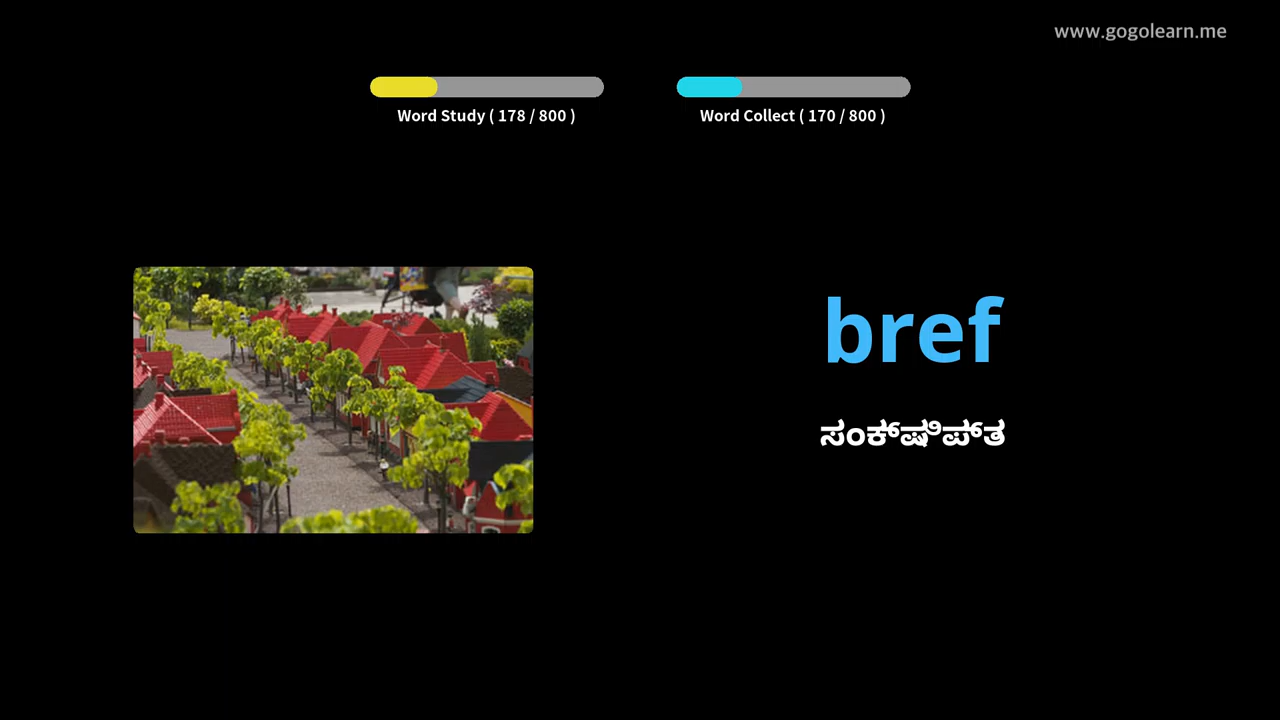 www.gogolearn.me
Word Study ( 178 / 800 )
Word Collect ( 170 / 800 )
bref
ಸಂಕ್ಷಿಪ್ತ